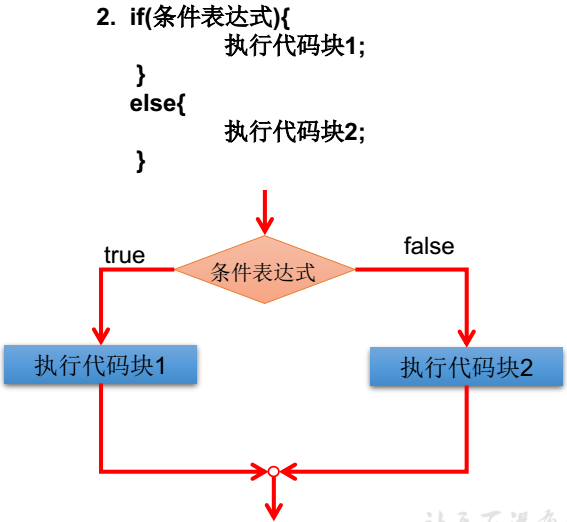 2. if(条件表达式){
执行代码块1;
}
else{
执行代码块2;
}
true
false
条件表达式
执行代码块1
执行代码块2